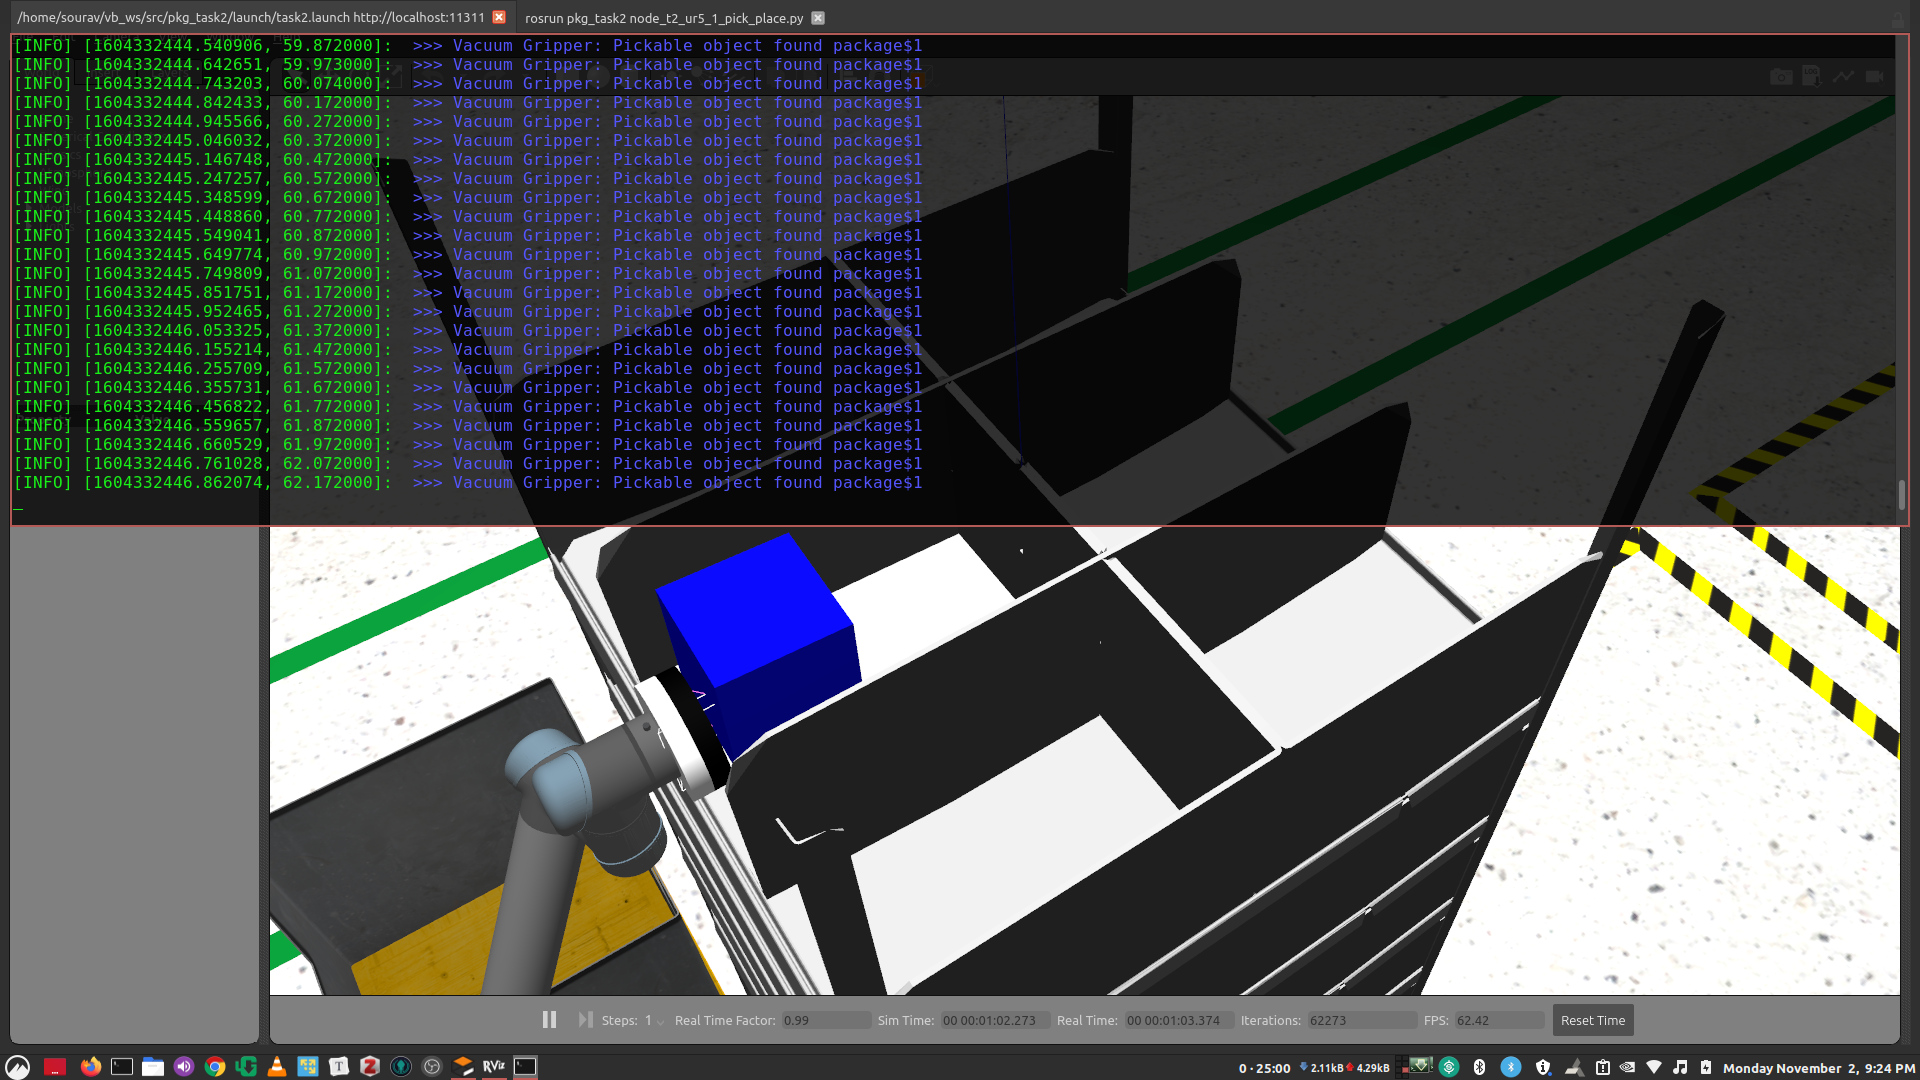 /home/sourav/vb_ws/src/pkg_task2/launch/task2.launch http://localhost:11311
rosrun pkg_task2 node_t2_ur5_1_pick_place.py
[INFO] [1604332444.540906, 59.872000]: >>> Vacuum Gripper: Pickable object found package$1
[INFO] [1604332444.642651, 59.973000]: >>> Vacuum Gripper: Pickable object found package$1
[INFO] [1604332444.743203, 60.074000]: >>> Vacuum Gripper: Pickable object found package$1
[INFO] [1604332444.842433, 60.172000]: >>> Vacuum Gripper: Pickable object found package$1
[INFO] [1604332444.945566, 60.272000]: >>> Vacuum Gripper: Pickable object found package$1
[INFO] [1604332445.046032, 60.372000]: >>> Vacuum Gripper: Pickable object found package$1
[INFO] [1604332445.146748, 60.472000]: >>> Vacuum Gripper: Pickable object found package$1
[INFO] [1604332445.247257, 60.572000]: >>> Vacuum Gripper: Pickable object found package$1
[INFO] [1604332445.348599, 60.672000]: >>> Vacuum Gripper: Pickable object found package$1
[INFO] [1604332445.448860, 60.772000]: >>> Vacuum Gripper: Pickable object found package$1
[INFO] [1604332445.549041, 60.872000]: >>> Vacuum Gripper: Pickable object found package$1
[INFO] [1604332445.649774, 60.972000]: >>> Vacuum Gripper: Pickable object found package$1
[INFO] [1604332445.749809, 61.072000]: >>> Vacuum Gripper: Pickable object found package$1
[INFO] [1604332445.851751, 61.172000]: >>> Vacuum Gripper: Pickable object found package$1
[INFO] [1604332445.952465, 61.272000]: >>> Vacuum Gripper: Pickable object found package$1
[INFO] [1604332446.053325, 61.372000]: >>> Vacuum Gripper: Pickable object found package$1
[INFO] [1604332446.155214, 61.472000]: >>> Vacuum Gripper: Pickable object found package$1
[INFO] [1604332446.255709, 61.572000]: >>> Vacuum Gripper: Pickable object found package$1
[INFO] [1604332446.355731, 61.672000]: >>> Vacuum Gripper: Pickable object found package$1
[INFO] [1604332446.456822, 61.772000]: >>> Vacuum Gripper: Pickable object found package$1
[INFO] [1604332446.559657, 61.872000]: >>> Vacuum Gripper: Pickable object found package$1
[INFO] [1604332446.660529, 61.972000]: >>> Vacuum Gripper: Pickable object found package$1
[INFO] [1604332446.761028, 62.072000]: >>> Vacuum Gripper: Pickable object found package$1
[INFO] [1604332446.862074, 62.172000]: >>> Vacuum Gripper: Pickable object found package$1
Steps: 1 Real Time Factor: 0.99 Sim Time: 00 00:01:02.273 Real Time: 00 00:01:03.374 Iterations: 62273 FPS: 62.42 Reset Time
RViz 0 · 25:00 2.11kB 4.29kB Monday November 2, 9:24 PM